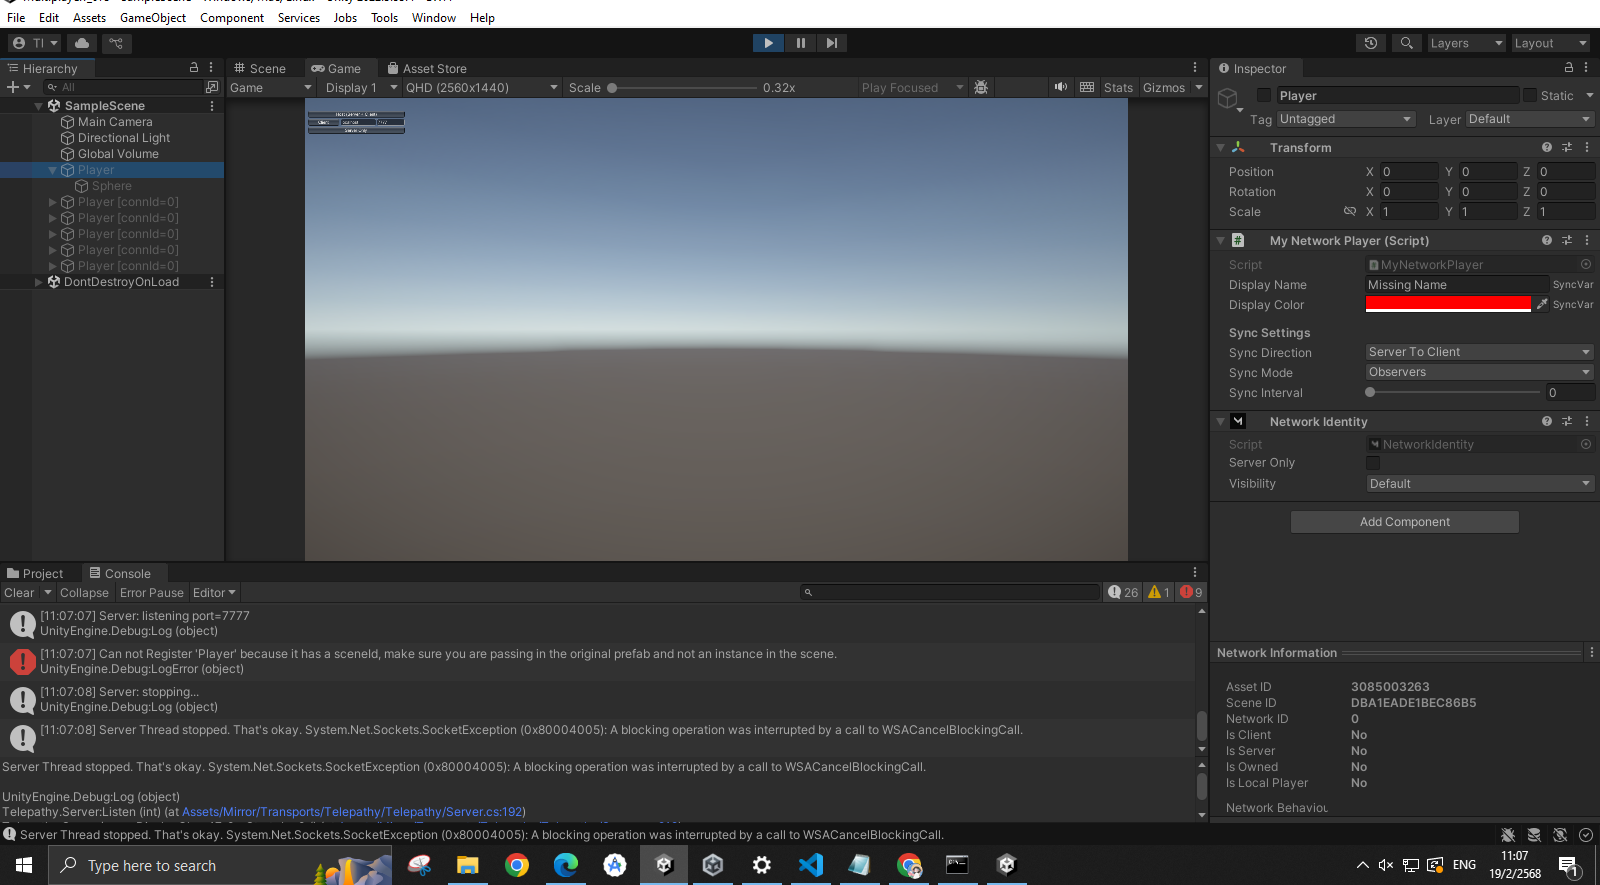 File Edit Assets GameObject Component Services Jobs Tools Window Help
TI
Layers Layout
Hierarchy
All
SampleScene
Main Camera
Directional Light
Global Volume
Player
Sphere
Player [connId=0]
Player [connId=0]
Player [connId=0]
Player [connId=0]
Player [connId=0]
DontDestroyOnLoad
Scene Game Asset Store
Game Display 1 QHD (2560x1440) Scale 0.32x Play Focused Stats Gizmos
Host (Server + Client)
Client localhost 7777
Server Only
Inspector
Player Static
Tag Untagged Layer Default
Transform
Position X 0 Y 0 Z 0
Rotation X 0 Y 0 Z 0
Scale X 1 Y 1 Z 1
My Network Player (Script)
Script MyNetworkPlayer
Display Name Missing Name SyncVar
Display Color SyncVar
Sync Settings
Sync Direction Server To Client
Sync Mode Observers
Sync Interval 0
Network Identity
Script NetworkIdentity
Server Only
Visibility Default
Add Component
Network Information
Asset ID 3085003263
Scene ID DBA1EADE1BEC86B5
Network ID 0
Is Client No
Is Server No
Is Owned No
Is Local Player No
Network Behaviou
Project Console
Clear Collapse Error Pause Editor 26 1 9
[11:07:07] Server: listening port=7777
UnityEngine.Debug:Log (object)
[11:07:07] Can not Register 'Player' because it has a sceneId, make sure you are passing in the original prefab and not an instance in the scene.
UnityEngine.Debug:LogError (object)
[11:07:08] Server: stopping...
UnityEngine.Debug:Log (object)
[11:07:08] Server Thread stopped. That's okay. System.Net.Sockets.SocketException (0x80004005): A blocking operation was interrupted by a call to WSACancelBlockingCall.
Server Thread stopped. That's okay. System.Net.Sockets.SocketException (0x80004005): A blocking operation was interrupted by a call to WSACancelBlockingCall.
UnityEngine.Debug:Log (object)
Telepathy.Server:Listen (int) (at Assets/Mirror/Transports/Telepathy/Telepathy/Server.cs:192)
Server Thread stopped. That's okay. System.Net.Sockets.SocketException (0x80004005): A blocking operation was interrupted by a call to WSACancelBlockingCall.
Type here to search
ENG
11:07
19/2/2568
1